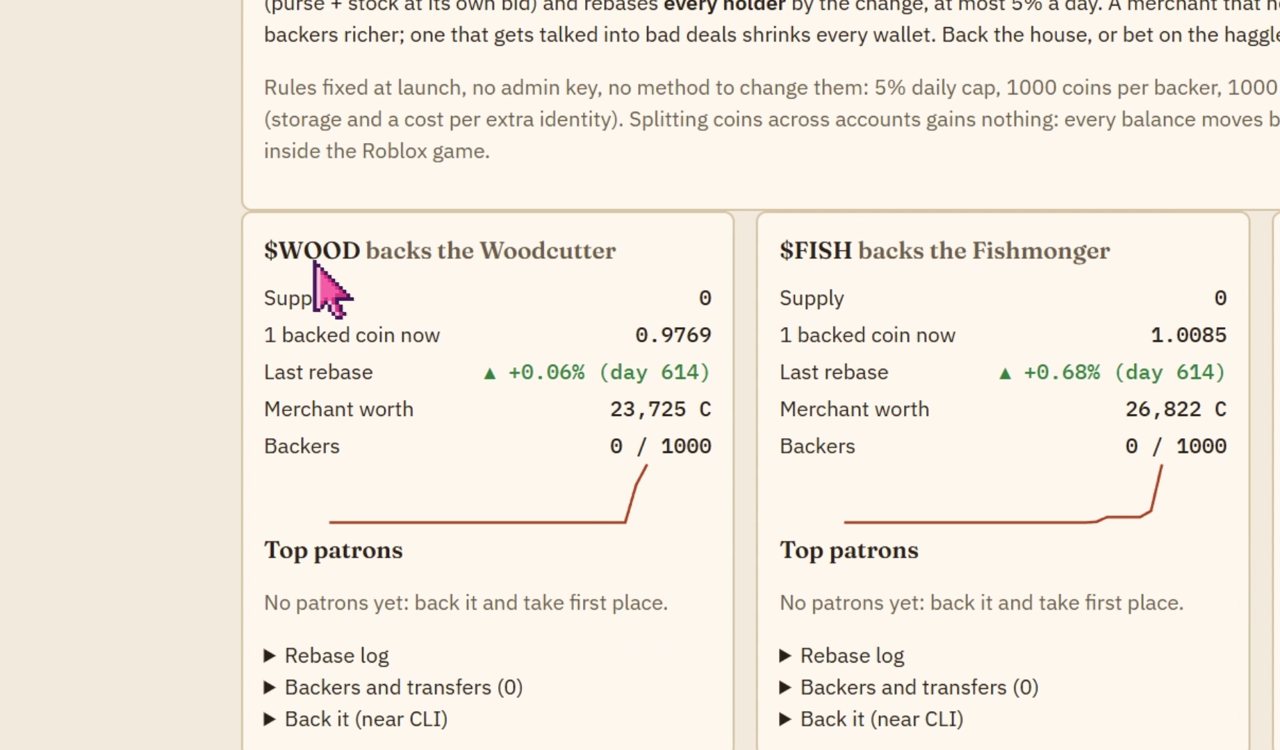 (purse + stock at its own bid) and rebases every holder by the change, at most 5% a day. A merchant that
backers richer; one that gets talked into bad deals shrinks every wallet. Back the house, or bet on the
Rules fixed at launch, no admin key, no method to change them: 5% daily cap, 1000 coins per backer, 1000
(storage and a cost per extra identity). Splitting coins across accounts gains nothing: every balance moves
inside the Roblox game.
$WOOD backs the Woodcutter
Supp 0
1 backed coin now 0.9769
Last rebase ▲ +0.06% (day 614)
Merchant worth 23,725 C
Backers 0 / 1000
Top patrons
No patrons yet: back it and take first place.
▶ Rebase log
▶ Backers and transfers (0)
▶ Back it (near CLI)
$FISH backs the Fishmonger
Supply 0
1 backed coin now 1.0085
Last rebase ▲ +0.68% (day 614)
Merchant worth 26,822 C
Backers 0 / 1000
Top patrons
No patrons yet: back it and take first place.
▶ Rebase log
▶ Backers and transfers (0)
▶ Back it (near CLI)